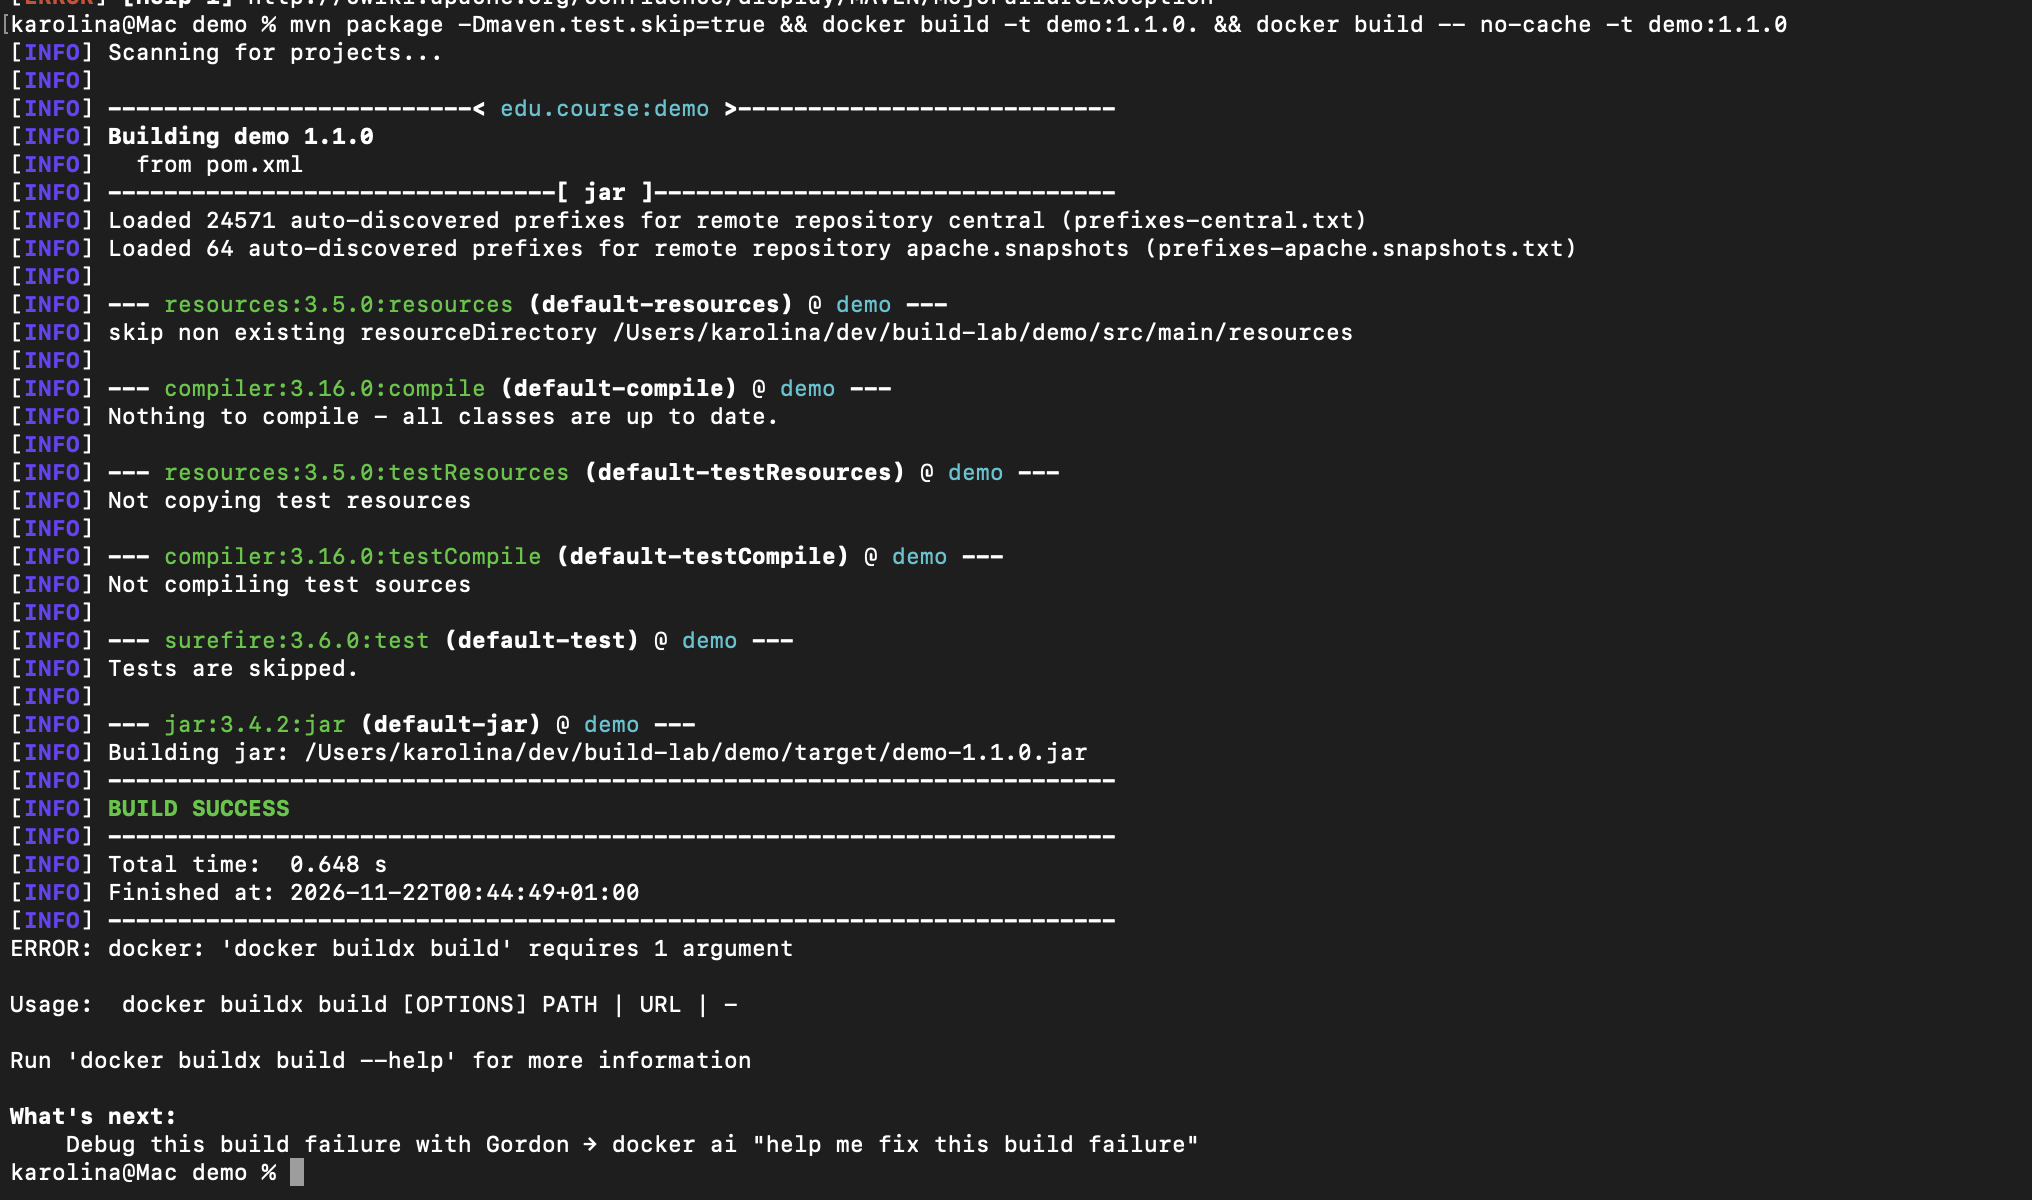 [ERROR] [Help 1] http://cwiki.apache.org/confluence/display/MAVEN/MojoFailureException
[karolina@Mac demo % mvn package -Dmaven.test.skip=true && docker build -t demo:1.1.0. && docker build -- no-cache -t demo:1.1.0
[INFO] Scanning for projects...
[INFO]
[INFO] --------------------------< edu.course:demo >---------------------------
[INFO] Building demo 1.1.0
[INFO]   from pom.xml
[INFO] --------------------------------[ jar ]---------------------------------
[INFO] Loaded 24571 auto-discovered prefixes for remote repository central (prefixes-central.txt)
[INFO] Loaded 64 auto-discovered prefixes for remote repository apache.snapshots (prefixes-apache.snapshots.txt)
[INFO]
[INFO] --- resources:3.5.0:resources (default-resources) @ demo ---
[INFO] skip non existing resourceDirectory /Users/karolina/dev/build-lab/demo/src/main/resources
[INFO]
[INFO] --- compiler:3.16.0:compile (default-compile) @ demo ---
[INFO] Nothing to compile - all classes are up to date.
[INFO]
[INFO] --- resources:3.5.0:testResources (default-testResources) @ demo ---
[INFO] Not copying test resources
[INFO]
[INFO] --- compiler:3.16.0:testCompile (default-testCompile) @ demo ---
[INFO] Not compiling test sources
[INFO]
[INFO] --- surefire:3.6.0:test (default-test) @ demo ---
[INFO] Tests are skipped.
[INFO]
[INFO] --- jar:3.4.2:jar (default-jar) @ demo ---
[INFO] Building jar: /Users/karolina/dev/build-lab/demo/target/demo-1.1.0.jar
[INFO] ------------------------------------------------------------------------
[INFO] BUILD SUCCESS
[INFO] ------------------------------------------------------------------------
[INFO] Total time:  0.648 s
[INFO] Finished at: 2026-11-22T00:44:49+01:00
[INFO] ------------------------------------------------------------------------
ERROR: docker: 'docker buildx build' requires 1 argument
Usage:  docker buildx build [OPTIONS] PATH | URL | -
Run 'docker buildx build --help' for more information
What's next:
    Debug this build failure with Gordon → docker ai "help me fix this build failure"
karolina@Mac demo %